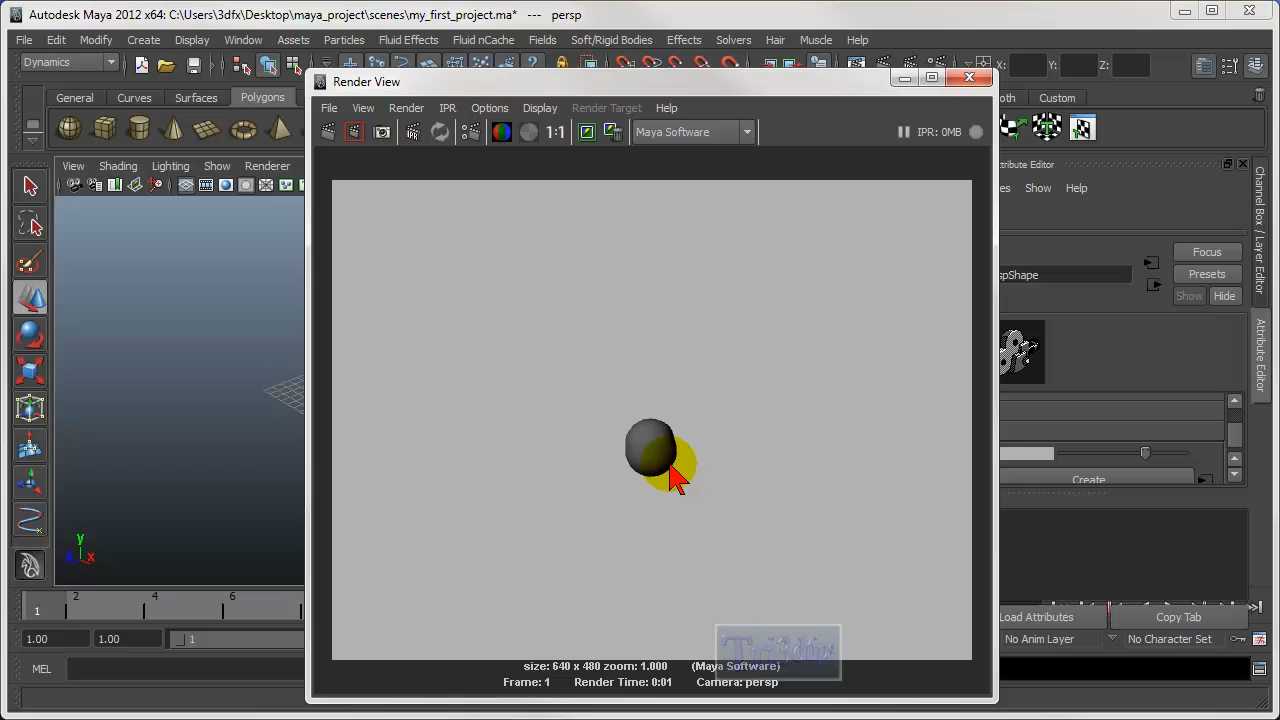 Autodesk Maya 2012 x64: C:\Users\3dfx\Desktop\maya_project\scenes\my_first_project.ma* --- persp
File Edit Modify Create Display Window Assets Particles Fluid Effects Fluid nCache Fields Soft/Rigid Bodies Effects Solvers Hair Muscle Help
Dynamics
X: Y: Z:
Render View
General Curves Surfaces Polygons
Custom
File View Render IPR Options Display Render Target Help
1:1 Maya Software IPR: 0MB
View Shading Lighting Show Renderer
Show Help
Channel Box / Layer Editor
Attribute Editor
Focus
Presets
Show Hide
Create
y
z x
size: 640 x 480 zoom: 1.000 (Maya Software)
Frame: 1 Render Time: 0:01 Camera: persp
1 2 4 6
Load Attributes Copy Tab
1.00 1.00 1
No Anim Layer No Character Set
MEL